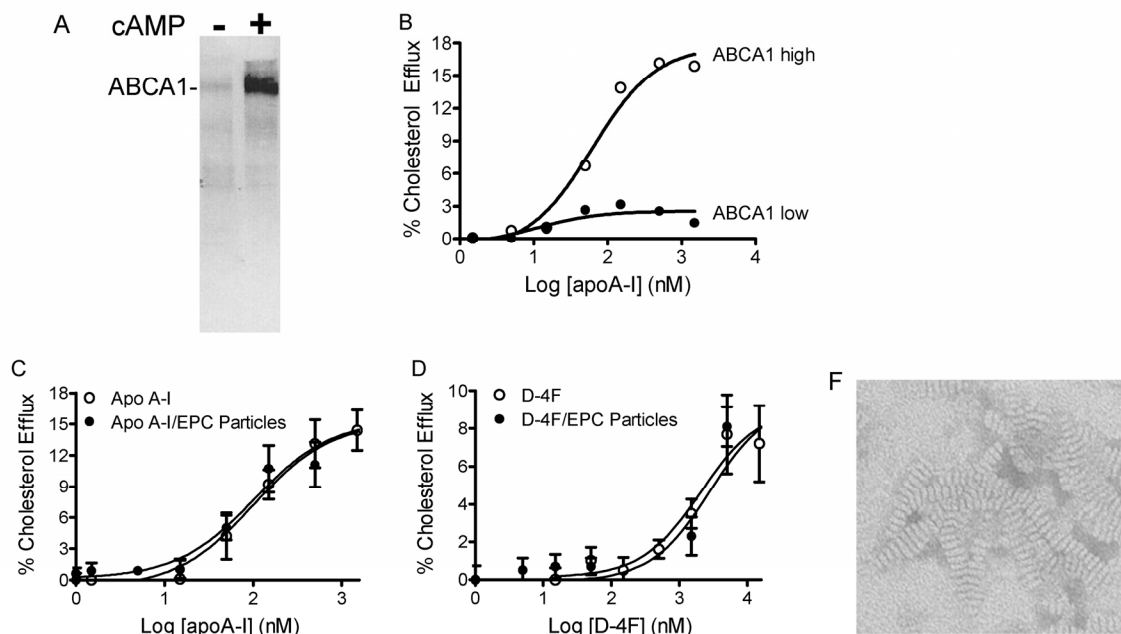 A cAMP - +
ABCA1-
B
18
15
12
9
6
3
0
% Cholesterol Efflux
ABCA1 high
ABCA1 low
0 1 2 3 4
Log [apoA-I] (nM)
C
18
15
12
9
6
3
0
% Cholesterol Efflux
Apo A-I
Apo A-I/EPC Particles
0 1 2 3
Log [apoA-I] (nM)
D
10
8
6
4
2
0
% Cholesterol Efflux
D-4F
D-4F/EPC Particles
0 1 2 3 4
Log [D-4F] (nM)
F